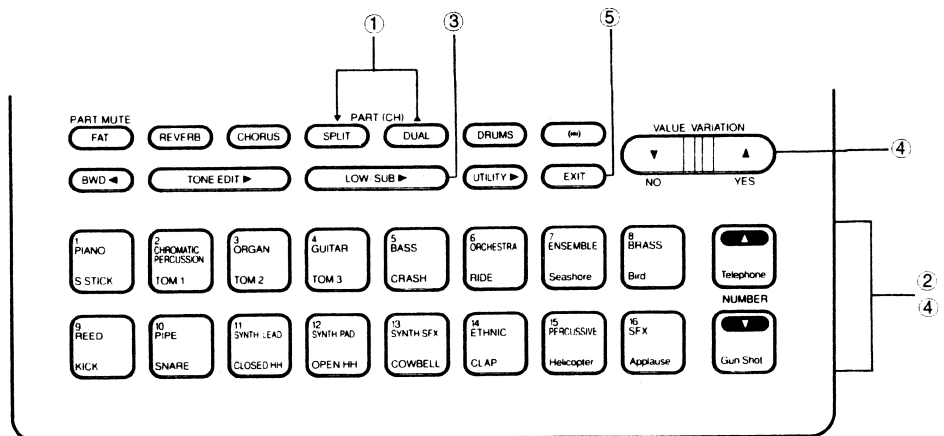 ① ③ ⑤
PART MUTE PART (CH) VALUE VARIATION
FAT REVERB CHORUS SPLIT DUAL DRUMS
▼ ▲ ④
NO YES
BWD ◄ TONE EDIT ► LOW SUB ► UTILITY ► EXIT
1 PIANO S STICK
2 CHROMATIC PERCUSSION TOM 1
3 ORGAN TOM 2
4 GUITAR TOM 3
5 BASS CRASH
6 ORCHESTRA RIDE
7 ENSEMBLE Seashore
8 BRASS Bird
▲ Telephone
NUMBER
② ④
9 REED KICK
10 PIPE SNARE
11 SYNTH LEAD CLOSED HH
12 SYNTH PAD OPEN HH
13 SYNTH SFX COWBELL
14 ETHNIC CLAP
15 PERCUSSIVE Helicopter
16 SFX Applause
▼ Gun Shot